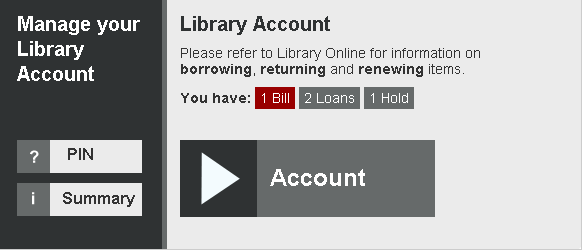 Manage your
Library
Account
? PIN
i Summary
Library Account
Please refer to Library Online for information on
borrowing, returning and renewing items.
You have: 1 Bill 2 Loans 1 Hold
Account